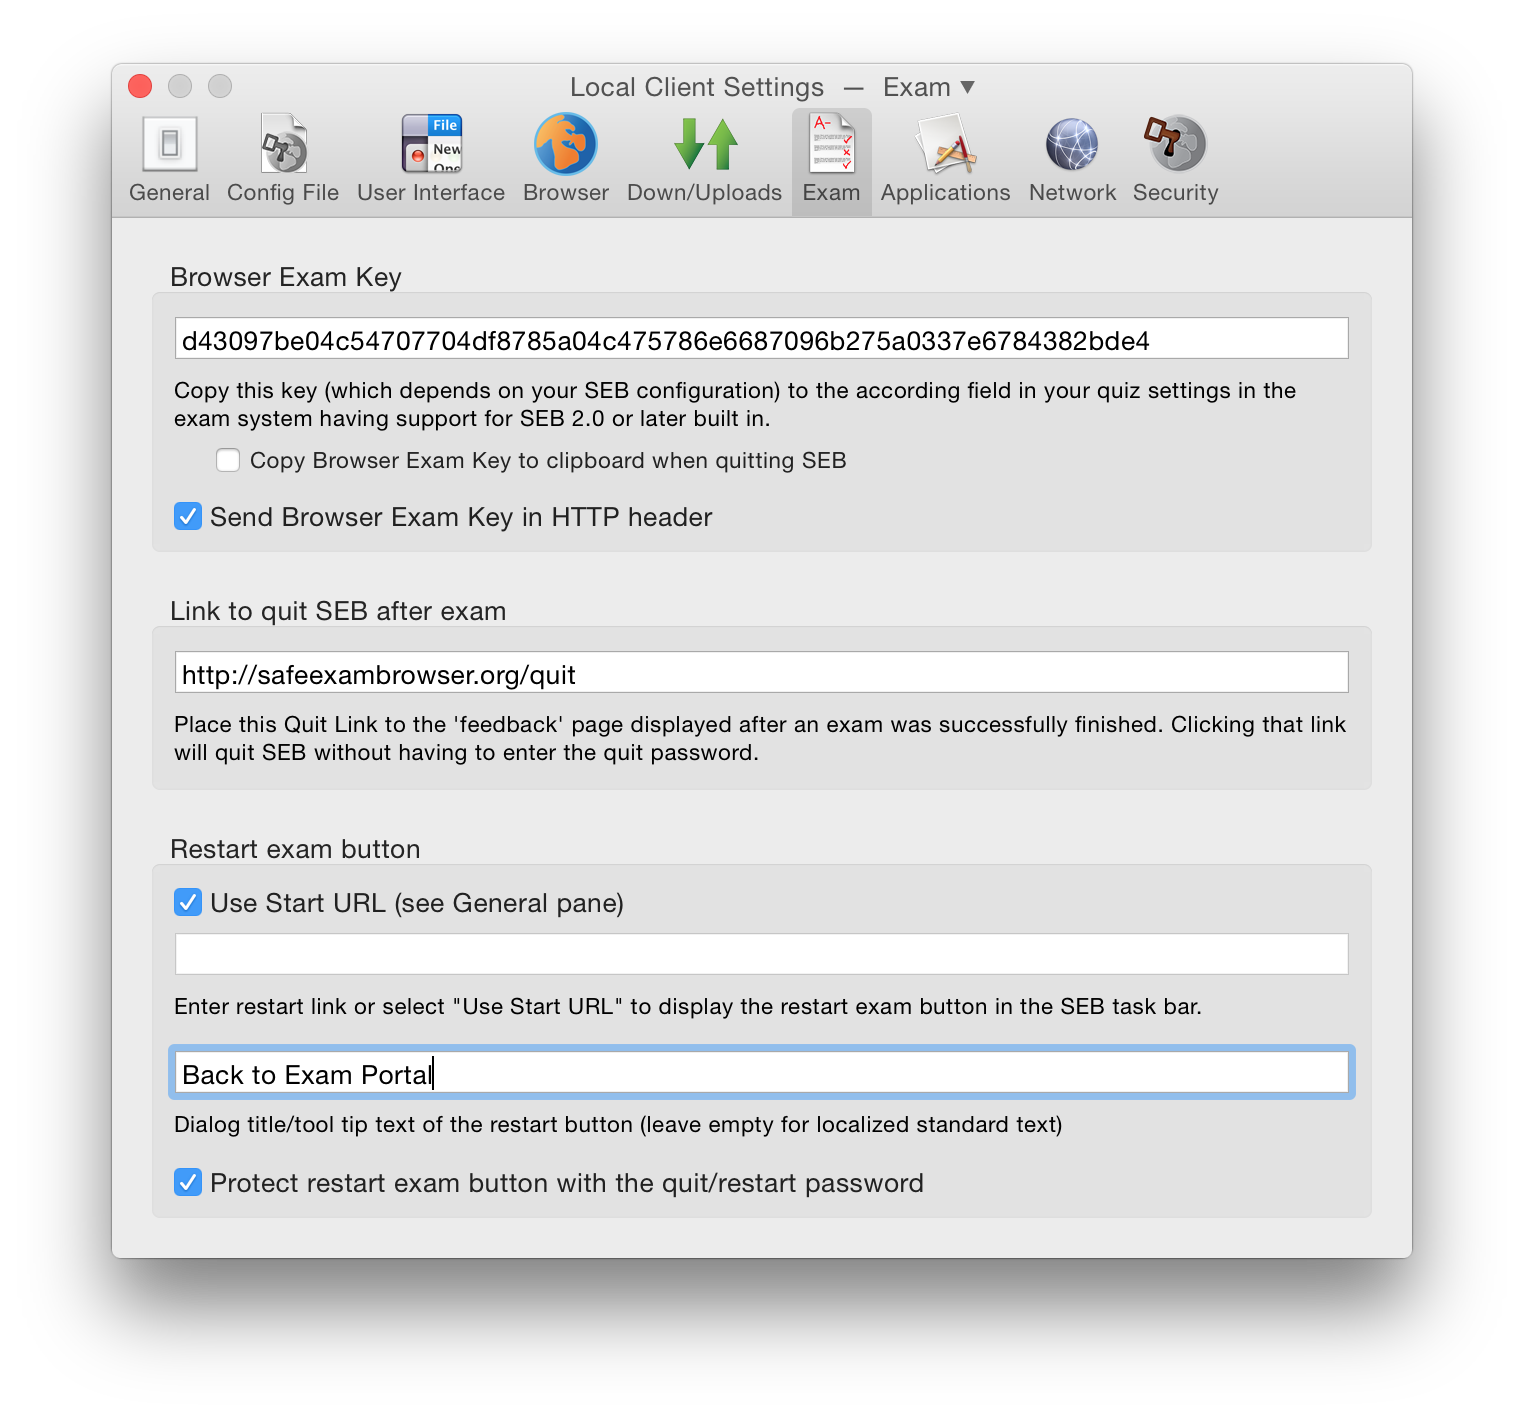 Local Client Settings — Exam ▼
File
New
A-
General Config File User Interface Browser Down/Uploads Exam Applications Network Security
Browser Exam Key
d43097be04c54707704df8785a04c475786e6687096b275a0337e6784382bde4
Copy this key (which depends on your SEB configuration) to the according field in your quiz settings in the
exam system having support for SEB 2.0 or later built in.
Copy Browser Exam Key to clipboard when quitting SEB
Send Browser Exam Key in HTTP header
Link to quit SEB after exam
http://safeexambrowser.org/quit
Place this Quit Link to the 'feedback' page displayed after an exam was successfully finished. Clicking that link
will quit SEB without having to enter the quit password.
Restart exam button
Use Start URL (see General pane)
Enter restart link or select "Use Start URL" to display the restart exam button in the SEB task bar.
Back to Exam Portal
Dialog title/tool tip text of the restart button (leave empty for localized standard text)
Protect restart exam button with the quit/restart password